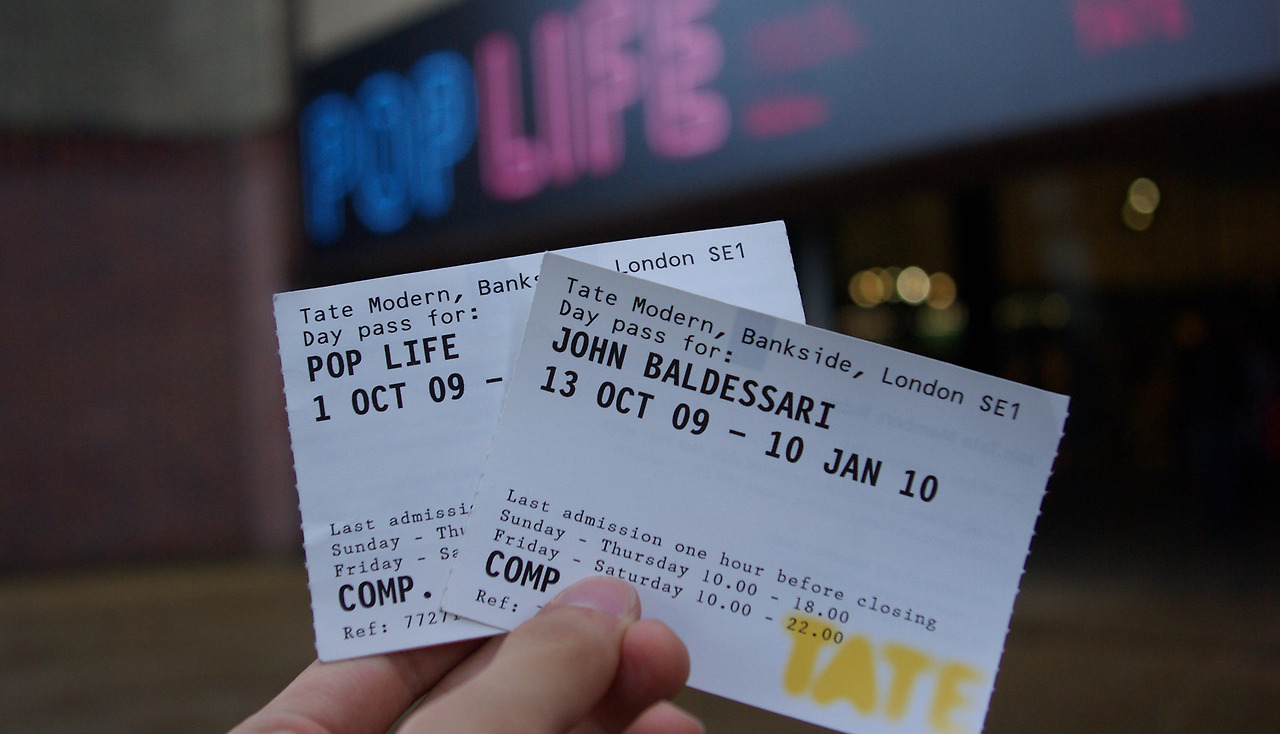 POP LIFE
Tate Modern, Banks London SE1
Day pass for:
POP LIFE
1 OCT 09 –
Last admissi
Sunday - Thu
Friday - Sa
COMP.
Ref: 7727
Tate Modern, Bankside, London SE1
Day pass for:
JOHN BALDESSARI
13 OCT 09 – 10 JAN 10
Last admission one hour before closing
Sunday - Thursday 10.00 - 18.00
Friday - Saturday 10.00 - 22.00
COMP
Ref: -
TATE